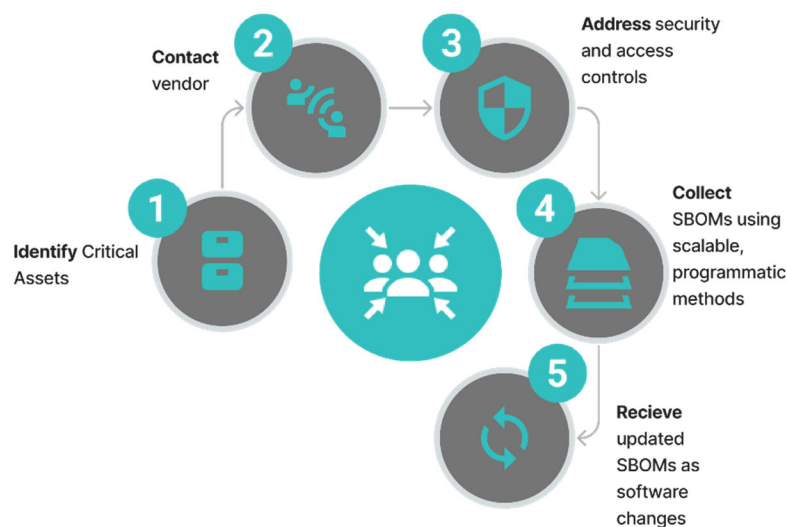 1
Identify Critical
Assets
2
Contact
vendor
3
Address security
and access
controls
4
Collect
SBOMs using
scalable,
programmatic
methods
5
Recieve
updated
SBOMs as
software
changes